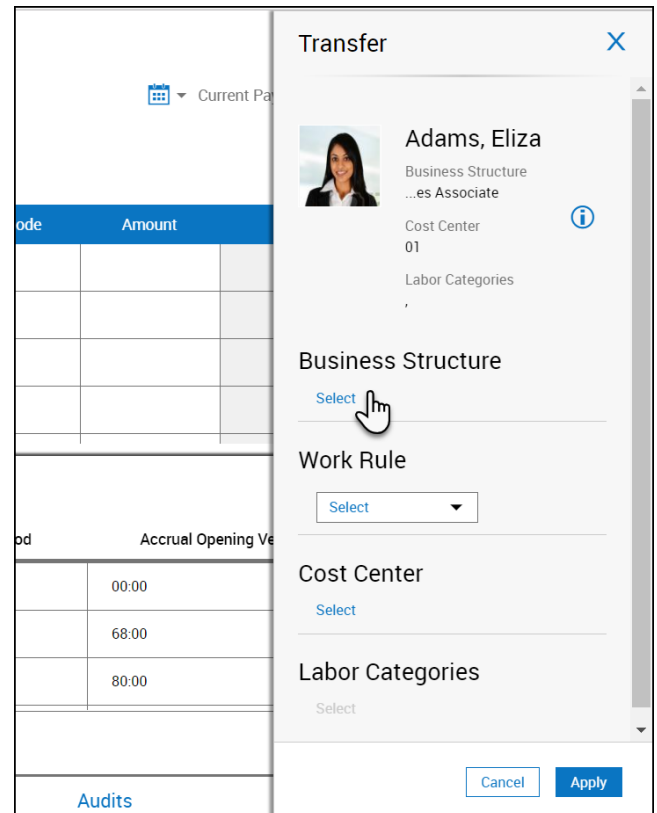 Transfer
X
Current Pa
Adams, Eliza
Business Structure
...es Associate
Cost Center
01
Labor Categories
,
ode
Amount
Business Structure
Select
Work Rule
Select
od
Accrual Opening Ve
00:00
68:00
80:00
Cost Center
Select
Labor Categories
Select
Cancel
Apply
Audits